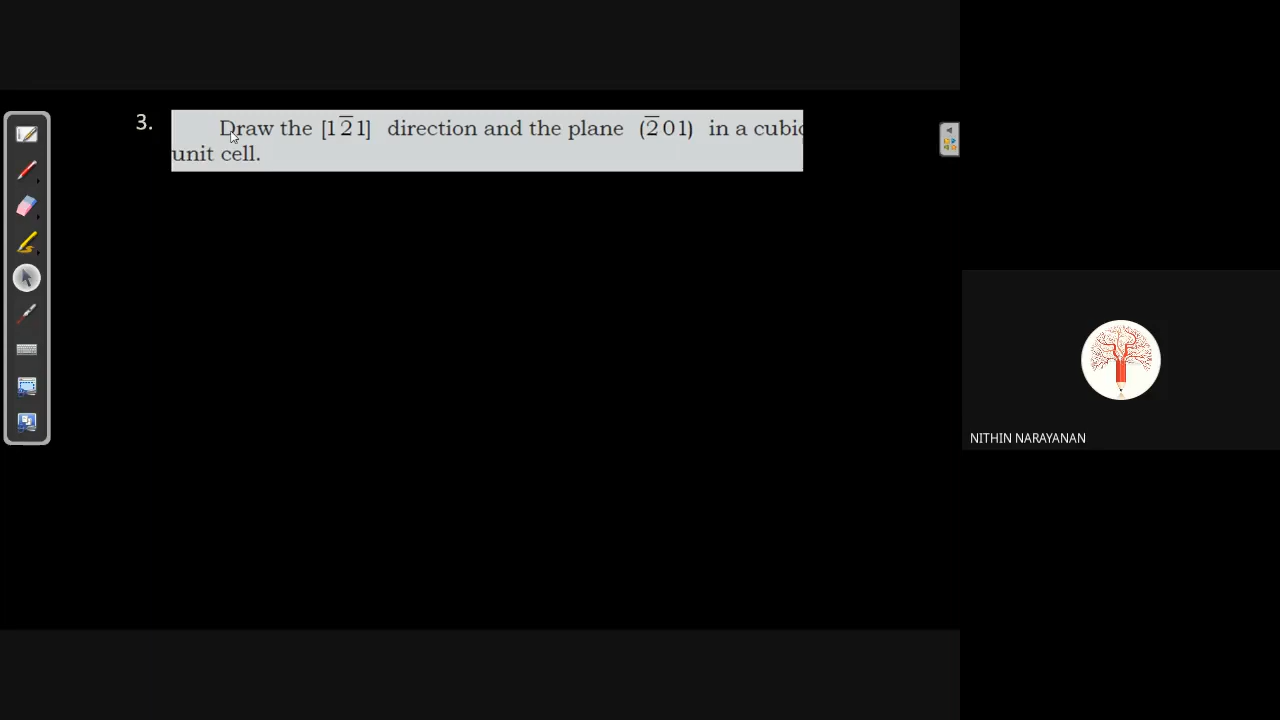 3. Draw the [1 2̅ 1] direction and the plane (2̅ 0 1) in a cubic
unit cell.
NITHIN NARAYANAN